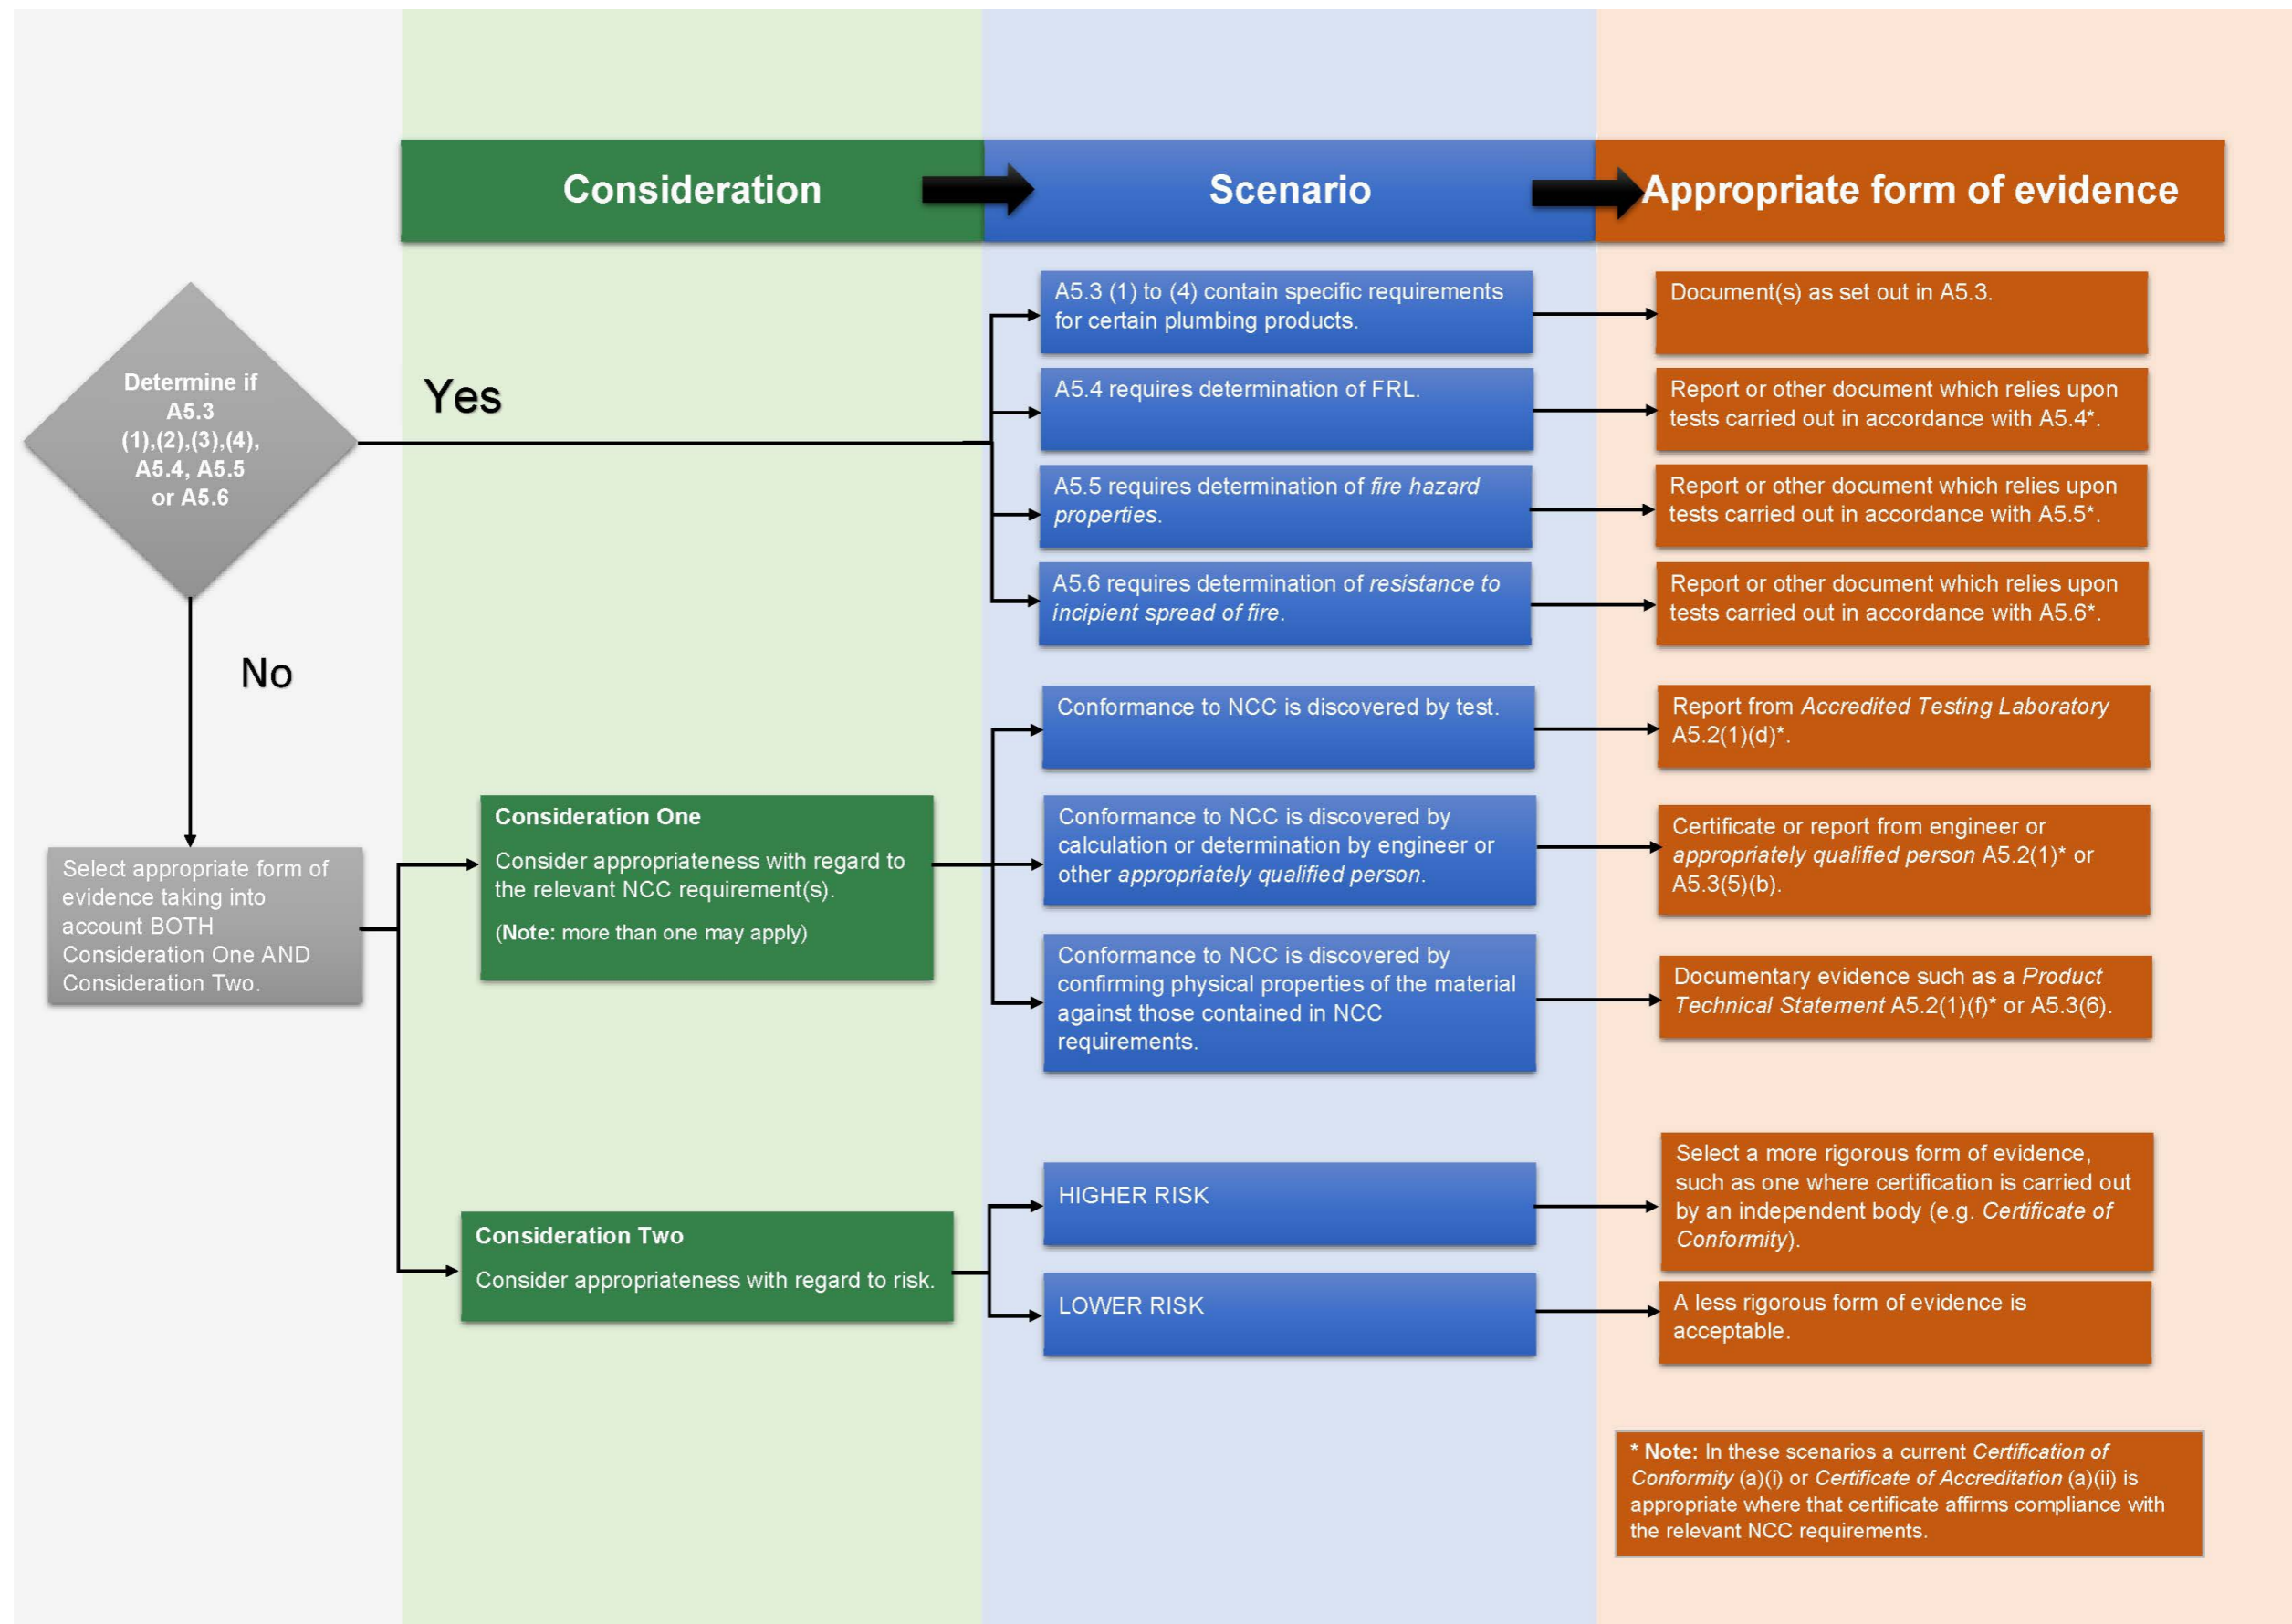 Consideration
Scenario
Appropriate form of evidence
Determine if
A5.3
(1),(2),(3),(4),
A5.4, A5.5
or A5.6
Yes
No
A5.3 (1) to (4) contain specific requirements
for certain plumbing products.
Document(s) as set out in A5.3.
A5.4 requires determination of FRL.
Report or other document which relies upon
tests carried out in accordance with A5.4*.
A5.5 requires determination of fire hazard
properties.
Report or other document which relies upon
tests carried out in accordance with A5.5*.
A5.6 requires determination of resistance to
incipient spread of fire.
Report or other document which relies upon
tests carried out in accordance with A5.6*.
Select appropriate form of
evidence taking into
account BOTH
Consideration One AND
Consideration Two.
Consideration One
Consider appropriateness with regard to
the relevant NCC requirement(s).
(Note: more than one may apply)
Conformance to NCC is discovered by test.
Report from Accredited Testing Laboratory
A5.2(1)(d)*.
Conformance to NCC is discovered by
calculation or determination by engineer or
other appropriately qualified person.
Certificate or report from engineer or
appropriately qualified person A5.2(1)* or
A5.3(5)(b).
Conformance to NCC is discovered by
confirming physical properties of the material
against those contained in NCC
requirements.
Documentary evidence such as a Product
Technical Statement A5.2(1)(f)* or A5.3(6).
Consideration Two
Consider appropriateness with regard to risk.
HIGHER RISK
Select a more rigorous form of evidence,
such as one where certification is carried out
by an independent body (e.g. Certificate of
Conformity).
LOWER RISK
A less rigorous form of evidence is
acceptable.
* Note: In these scenarios a current Certification of
Conformity (a)(i) or Certificate of Accreditation (a)(ii) is
appropriate where that certificate affirms compliance with
the relevant NCC requirements.